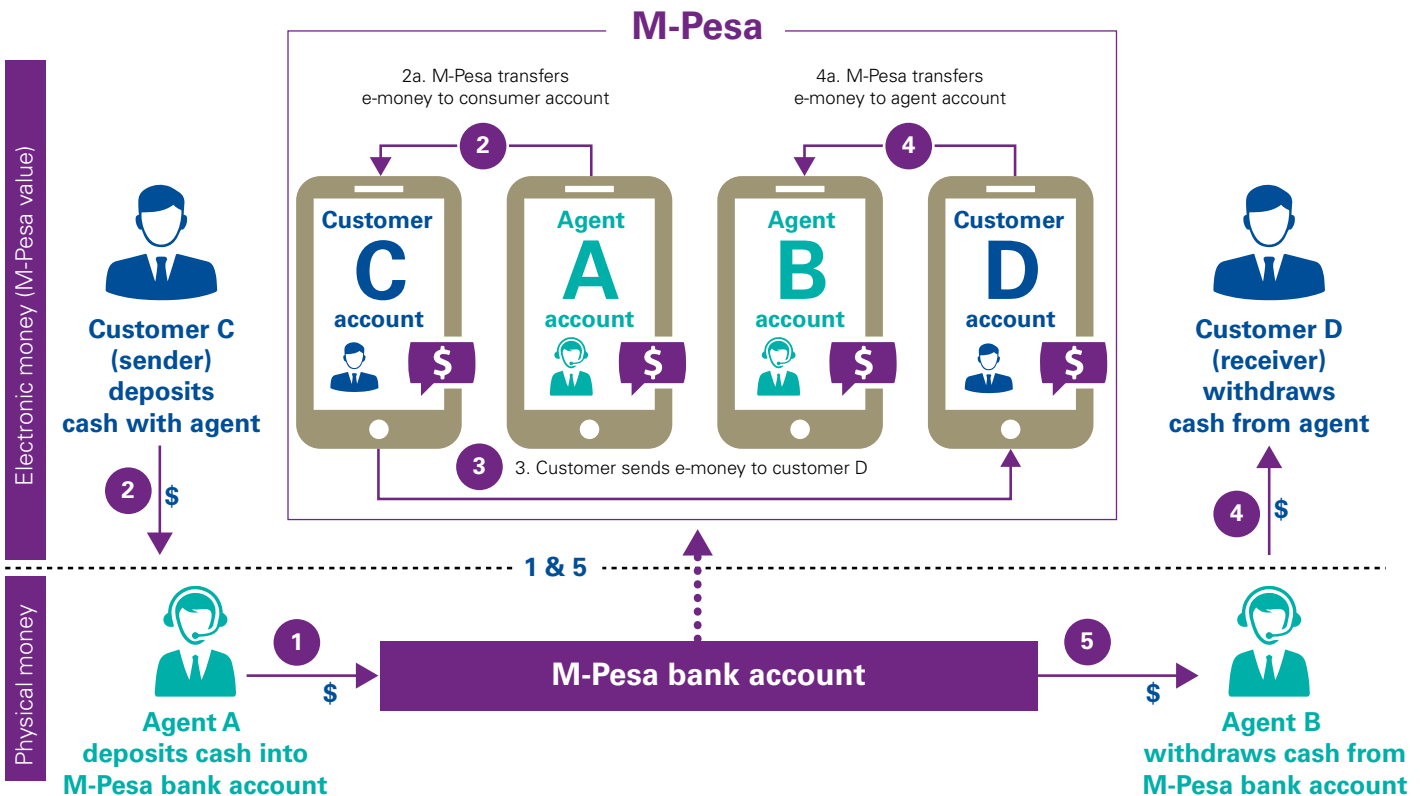 M-Pesa
Electronic money (M-Pesa value)
2a. M-Pesa transfers
e-money to consumer account
4a. M-Pesa transfers
e-money to agent account
2
4
Customer
C
account
$
Agent
A
account
$
Agent
B
account
$
Customer
D
account
$
Customer C
(sender)
deposits
cash with agent
Customer D
(receiver)
withdraws
cash from agent
3
3. Customer sends e-money to customer D
2
$
4
$
1 & 5
Physical money
1
$
M-Pesa bank account
5
$
Agent A
deposits cash into
M-Pesa bank account
Agent B
withdraws cash from
M-Pesa bank account